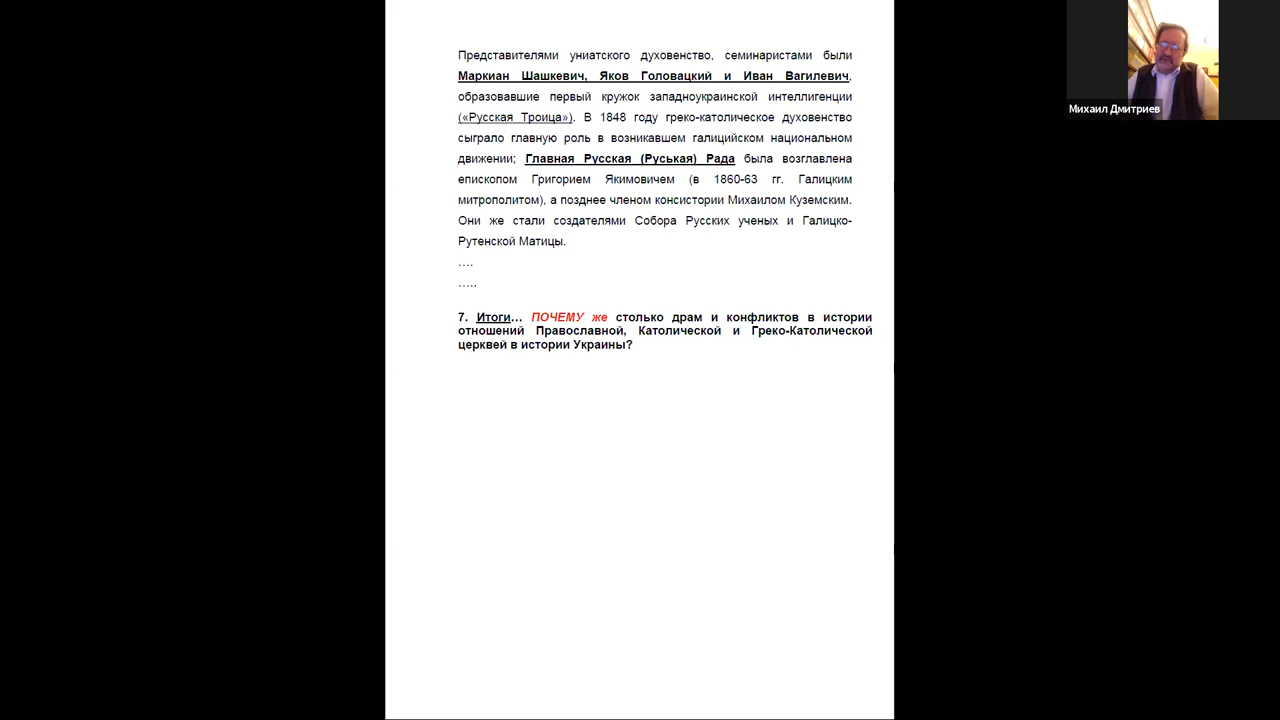 Представителями униатского духовенство, семинаристами были
Маркиан Шашкевич, Яков Головацкий и Иван Вагилевич,
образовавшие первый кружок западноукраинской интеллигенции
(«Русская Троица»). В 1848 году греко-католическое духовенство
сыграло главную роль в возникавшем галицийском национальном
движении; Главная Русская (Руськая) Рада была возглавлена
епископом Григорием Якимовичем (в 1860-63 гг. Галицким
митрополитом), а позднее членом консистории Михаилом Куземским.
Они же стали создателями Собора Русских ученых и Галицко-
Рутенской Матицы.
....
.....
7. Итоги... ПОЧЕМУ же столько драм и конфликтов в истории
отношений Православной, Католической и Греко-Католической
церквей в истории Украины?
Михаил Дмитриев